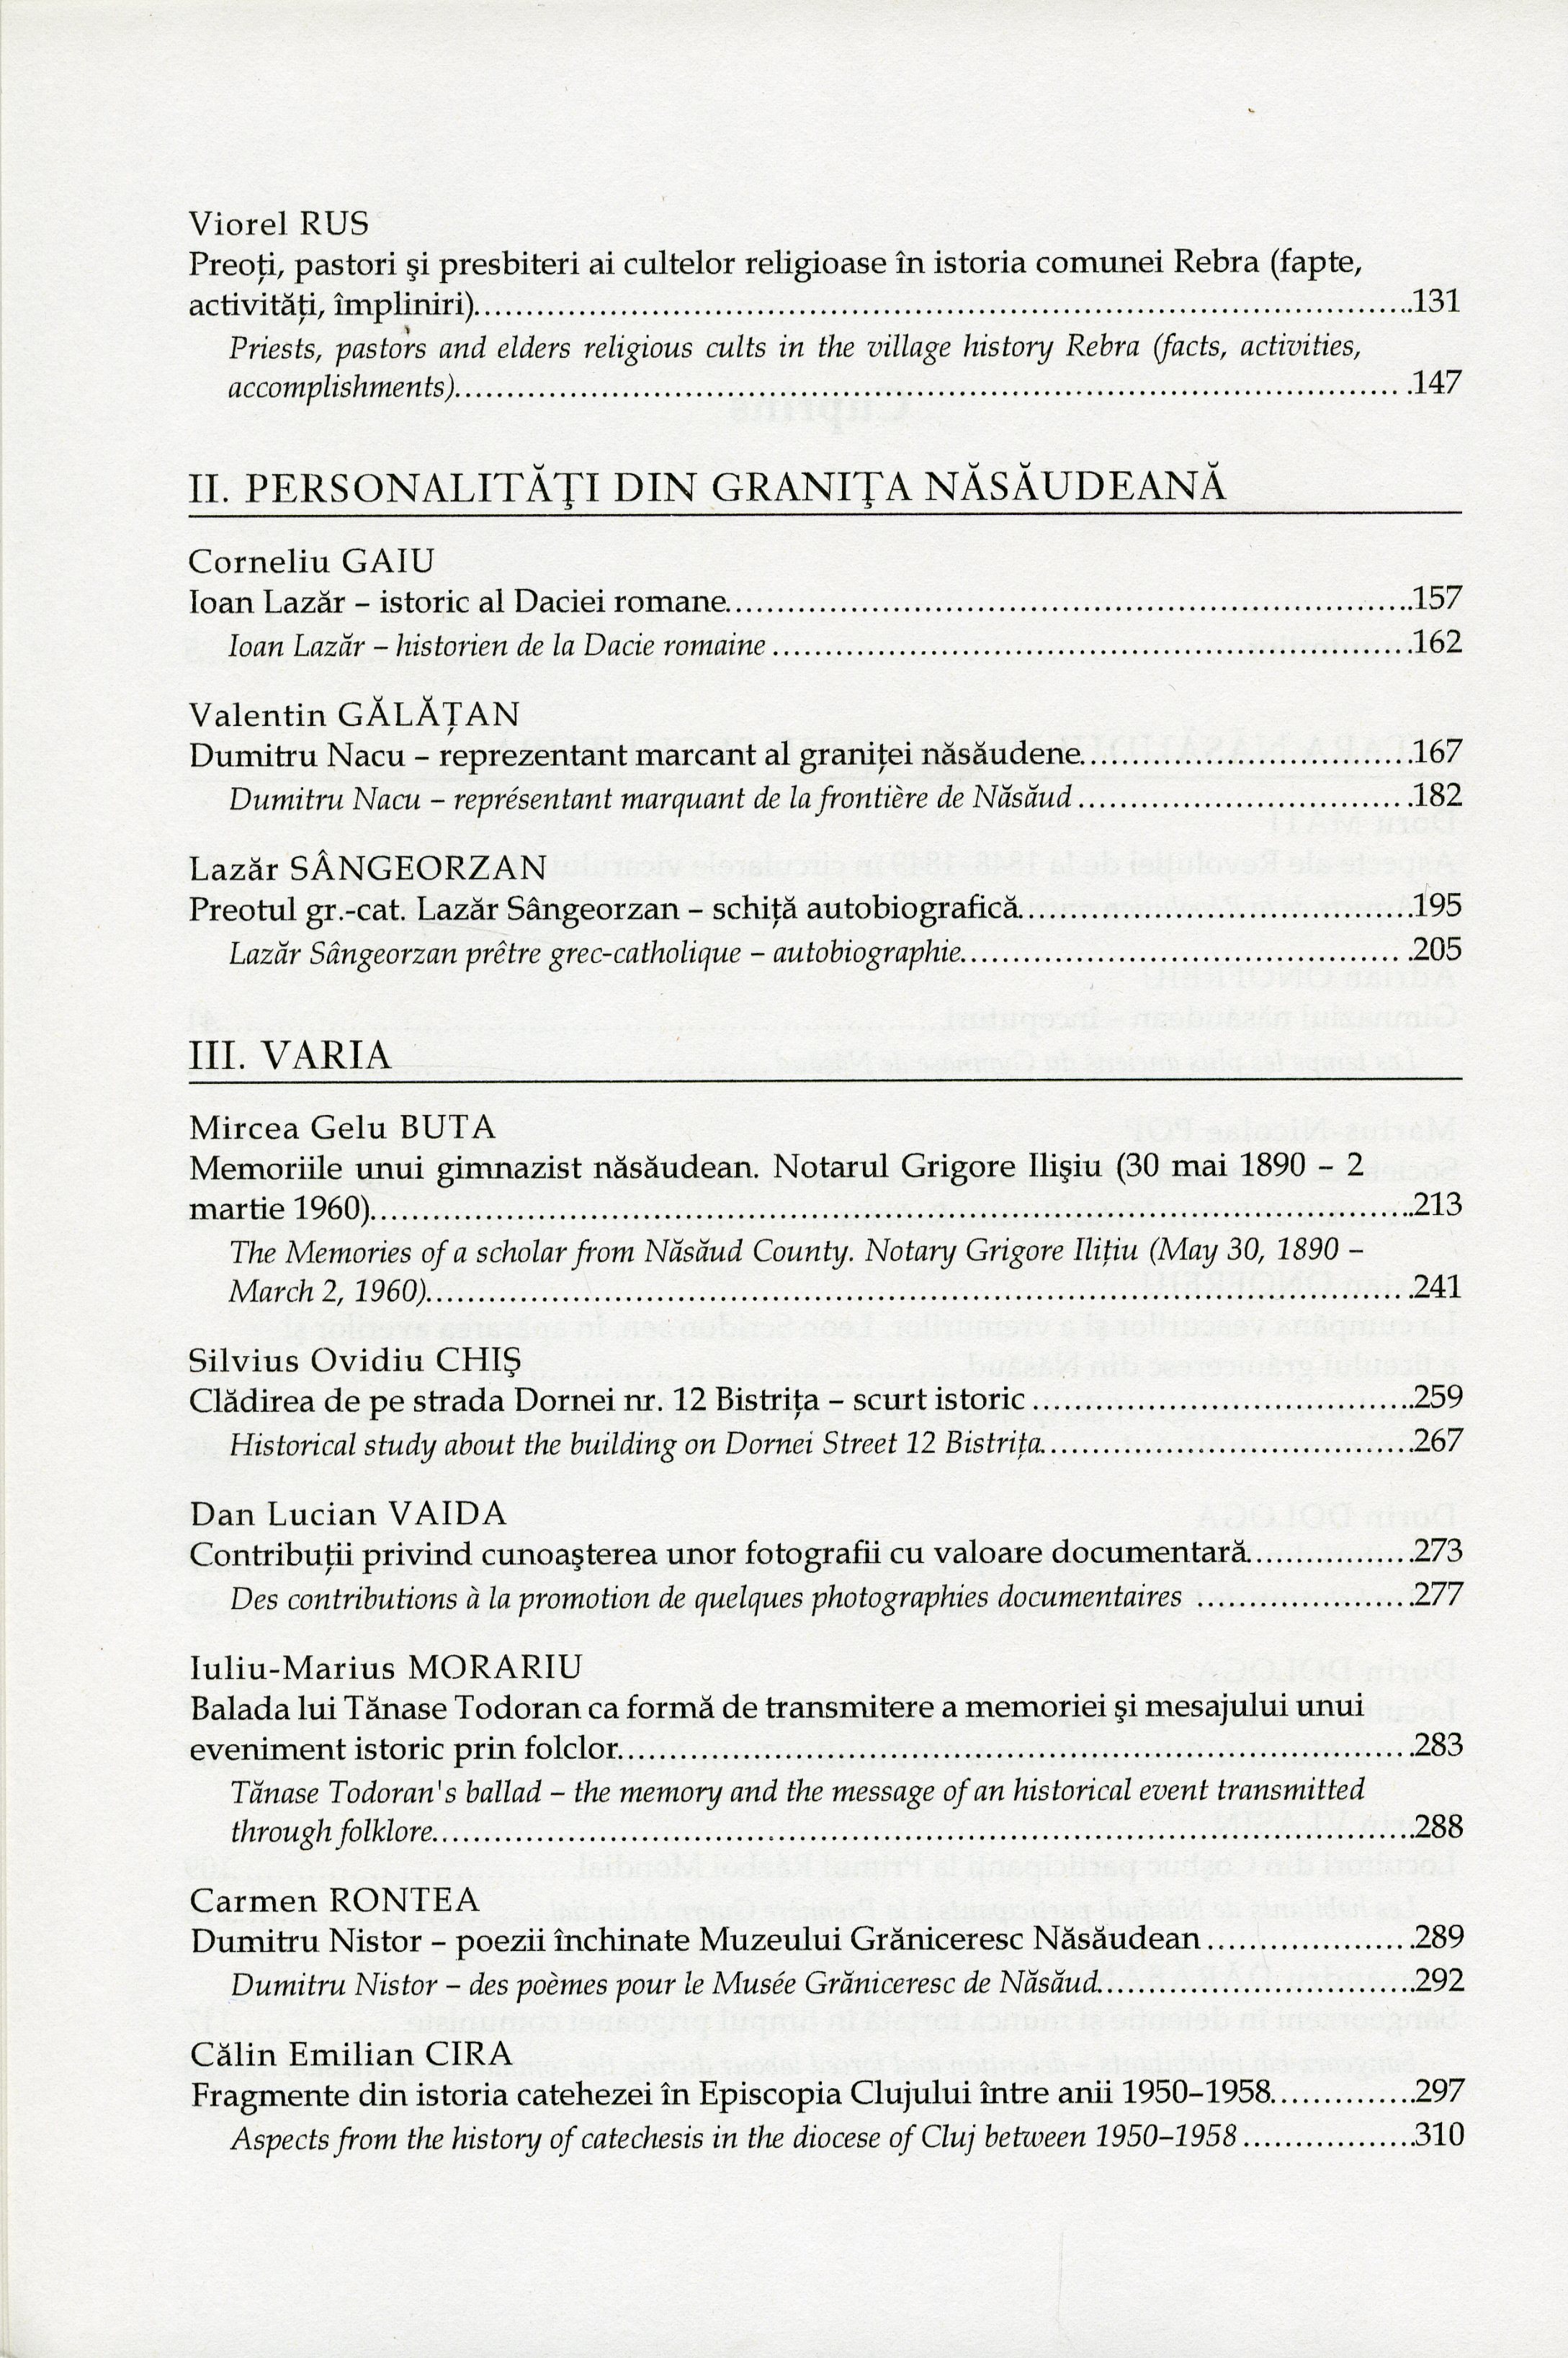 Viorel RUS
Preoţi, pastori şi presbiteri ai cultelor religioase în istoria comunei Rebra (fapte,
activităţi, împliniri).....131
Priests, pastors and elders religious cults in the village history Rebra (facts, activities,
accomplishments).....147
II. PERSONALITĂŢI DIN GRANIŢA NĂSĂUDEANĂ
Corneliu GAIU
Ioan Lazăr – istoric al Daciei romane.....157
Ioan Lazăr – historien de la Dacie romaine.....162
Valentin GĂLĂŢAN
Dumitru Nacu – reprezentant marcant al graniţei năsăudene.....167
Dumitru Nacu – représentant marquant de la frontière de Năsăud.....182
Lazăr SÂNGEORZAN
Preotul gr.-cat. Lazăr Sângeorzan – schiţă autobiografică.....195
Lazăr Sângeorzan prêtre grec-catholique – autobiographie.....205
III. VARIA
Mircea Gelu BUTA
Memoriile unui gimnazist năsăudean. Notarul Grigore Ilişiu (30 mai 1890 – 2
martie 1960).....213
The Memories of a scholar from Năsăud County. Notary Grigore Iliţiu (May 30, 1890 –
March 2, 1960).....241
Silvius Ovidiu CHIŞ
Clădirea de pe strada Dornei nr. 12 Bistriţa – scurt istoric.....259
Historical study about the building on Dornei Street 12 Bistriţa.....267
Dan Lucian VAIDA
Contribuţii privind cunoaşterea unor fotografii cu valoare documentară.....273
Des contributions à la promotion de quelques photographies documentaires.....277
Iuliu-Marius MORARIU
Balada lui Tănase Todoran ca formă de transmitere a memoriei şi mesajului unui
eveniment istoric prin folclor.....283
Tănase Todoran's ballad – the memory and the message of an historical event transmitted
through folklore.....288
Carmen RONTEA
Dumitru Nistor – poezii închinate Muzeului Grăniceresc Năsăudean.....289
Dumitru Nistor – des poèmes pour le Musée Grăniceresc de Năsăud.....292
Călin Emilian CIRA
Fragmente din istoria catehezei în Episcopia Clujului între anii 1950–1958.....297
Aspects from the history of catechesis in the diocese of Cluj between 1950–1958.....310